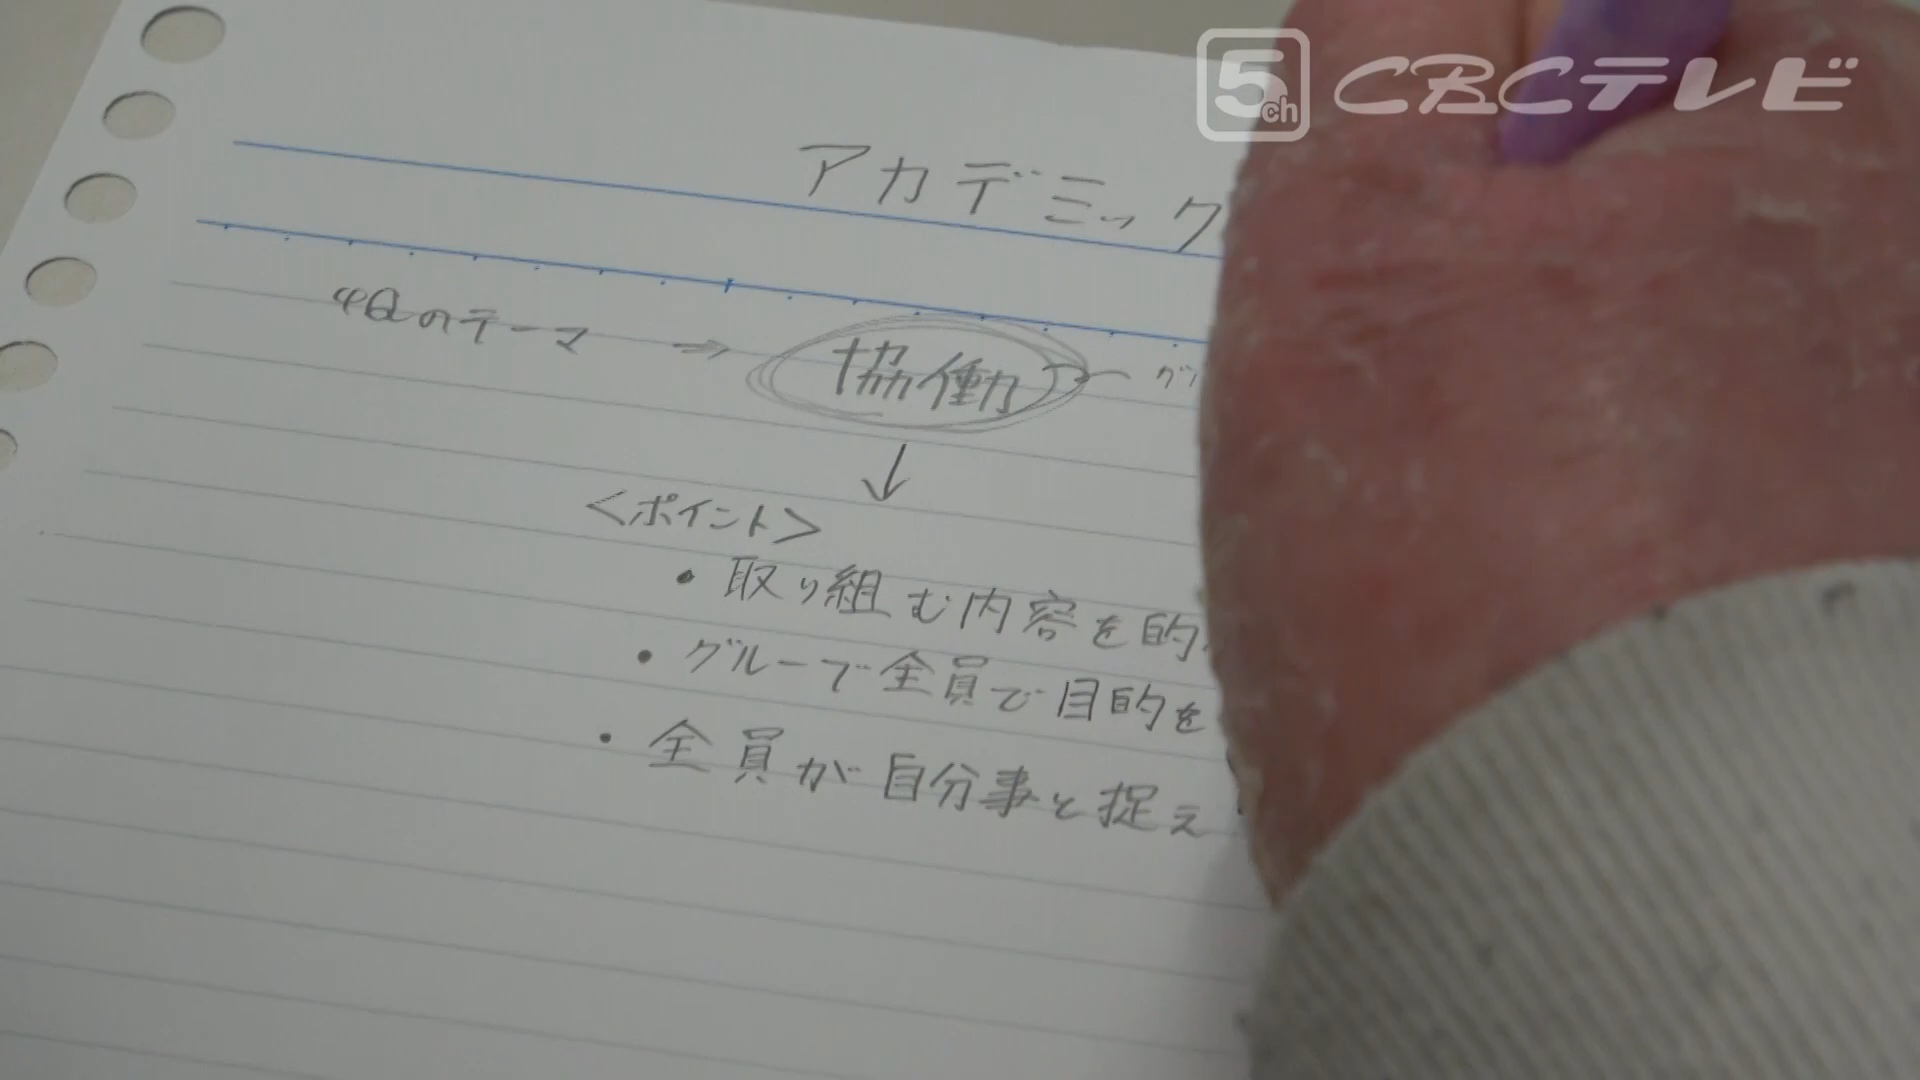 5ch CBCテレビ
アカデミック
4Qのテーマ → 協働
↓
＜ポイント＞
・取り組む内容を的
・グループで全員で目的を
・全員が自分事と捉え